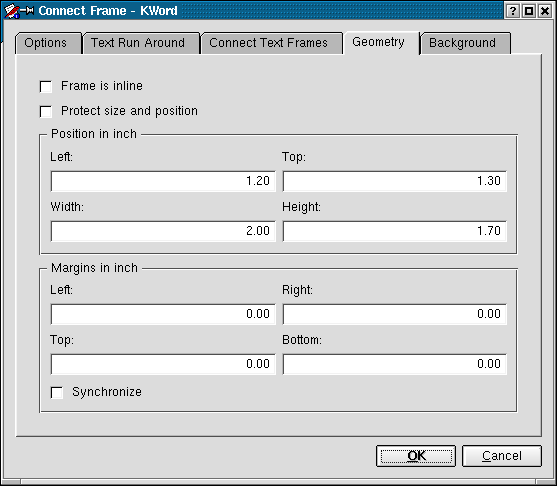 Connect Frame - KWord
Options Text Run Around Connect Text Frames Geometry Background
Frame is inline
Protect size and position
Position in inch
Left: Top:
1.20 1.30
Width: Height:
2.00 1.70
Margins in inch
Left: Right:
0.00 0.00
Top: Bottom:
0.00 0.00
Synchronize
OK Cancel